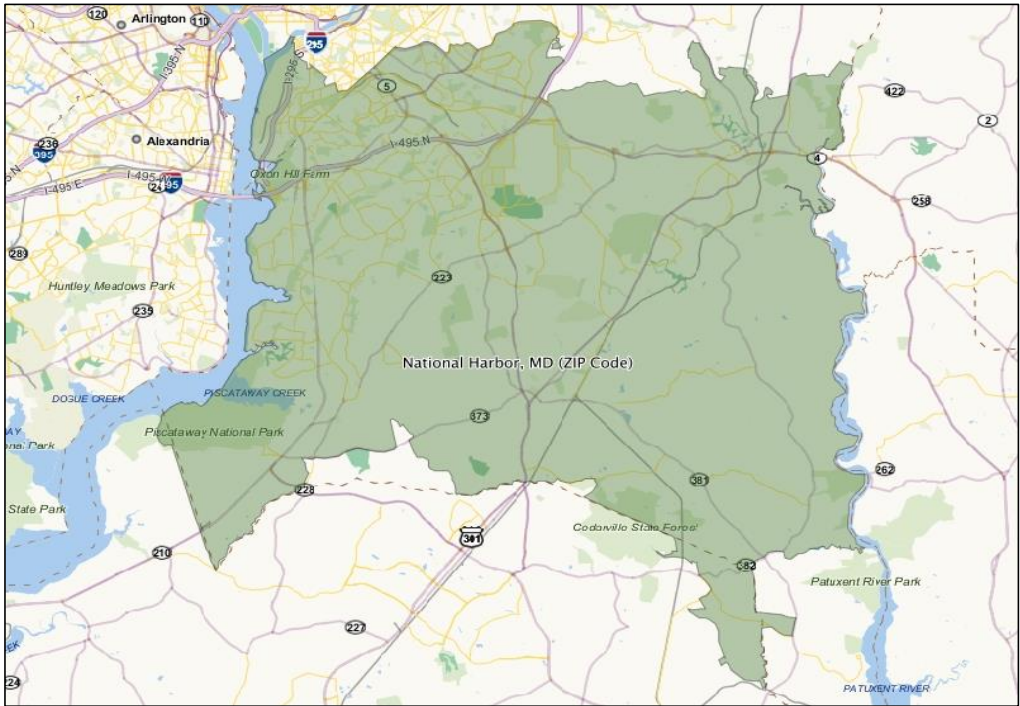 120
Arlington
110
I-395 N
295
I-295 S
5
422
2
236
395
Alexandria
I-495 N
4
I-495 E
I-495 W
Oxon Hill Farm
258
289
223
Huntley Meadows Park
235
National Harbor, MD (ZIP Code)
DOGUE CREEK
PISCATAWAY CREEK
373
Piscataway National Park
262
228
381
State Park
Cedarville State Forest
301
210
382
Patuxent River Park
227
224
PATUXENT RIVER